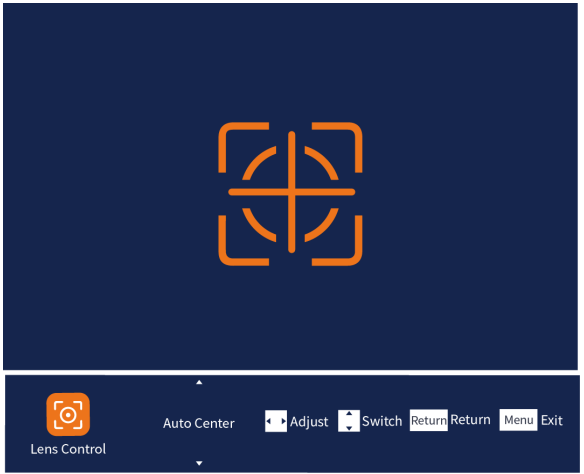 Auto Center
Adjust
Switch
Return Return
Menu Exit
Lens Control